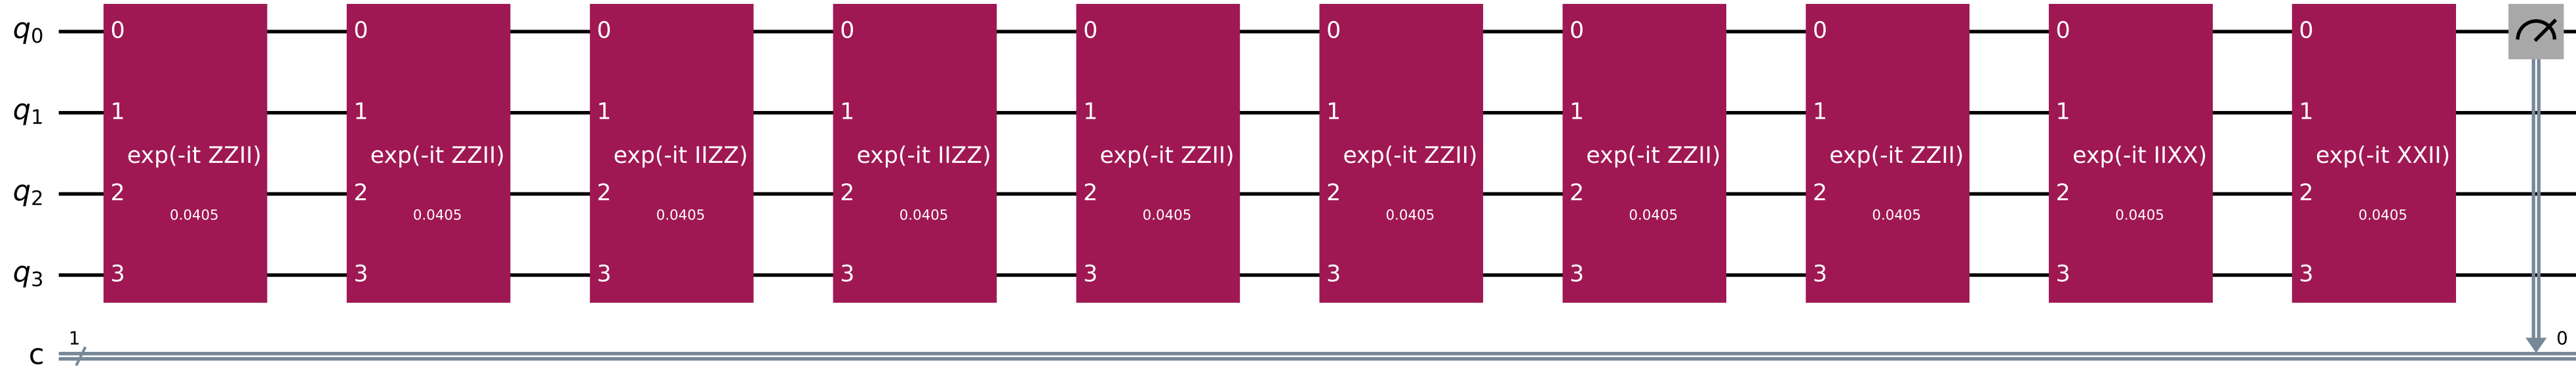 q0 0 0 0 0 0 0 0 0 0 0
q1 1 1 1 1 1 1 1 1 1 1
exp(-it ZZII) exp(-it ZZII) exp(-it IIZZ) exp(-it IIZZ) exp(-it ZZII) exp(-it ZZII) exp(-it ZZII) exp(-it ZZII) exp(-it IIXX) exp(-it XXII)
q2 2 2 2 2 2 2 2 2 2 2
0.0405 0.0405 0.0405 0.0405 0.0405 0.0405 0.0405 0.0405 0.0405 0.0405
q3 3 3 3 3 3 3 3 3 3 3
1 0
c